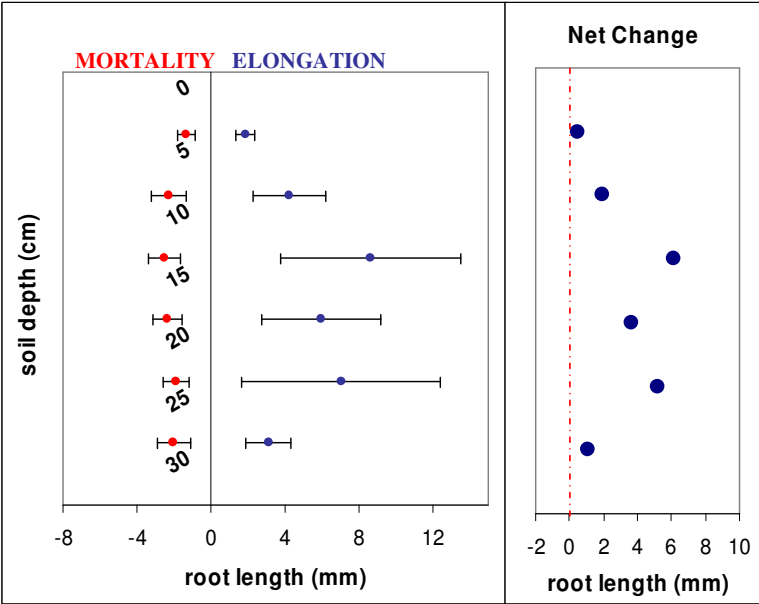 MORTALITY ELONGATION
0
5
10
15
20
25
30
soil depth (cm)
-8 -4 0 4 8 12
root length (mm)
Net Change
-2 0 2 4 6 8 10
root length (mm)